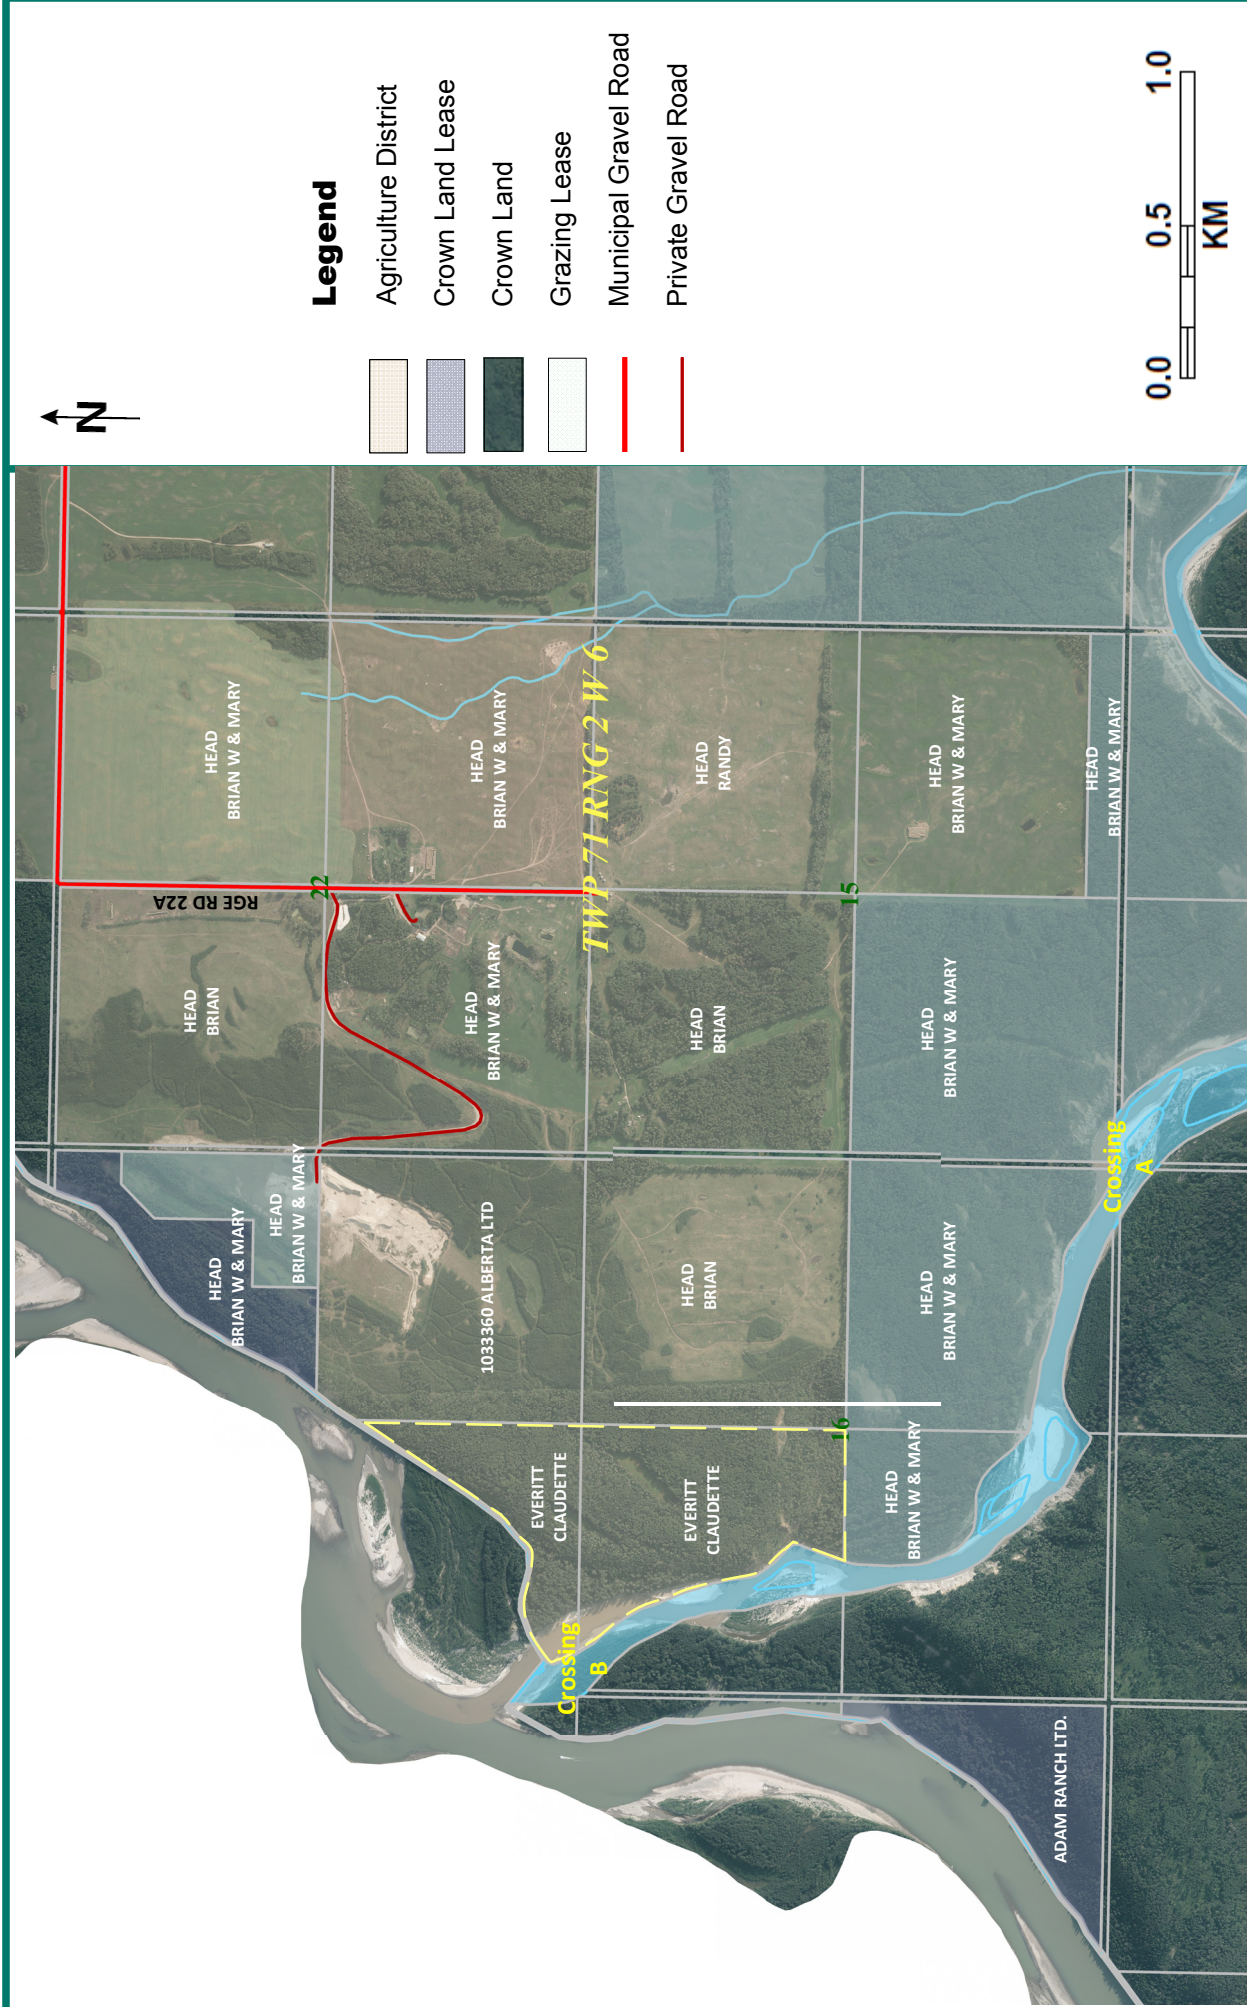 N
Legend
Agriculture District
Crown Land Lease
Crown Land
Grazing Lease
Municipal Gravel Road
Private Gravel Road
0.0
0.5
1.0
KM
HEAD
BRIAN W & MARY
HEAD
BRIAN W & MARY
TWP 71 RNG 2 W 6
HEAD
RANDY
HEAD
BRIAN W & MARY
HEAD
BRIAN W & MARY
RGE RD 22A
22
15
HEAD
BRIAN
HEAD
BRIAN W & MARY
HEAD
BRIAN
HEAD
BRIAN W & MARY
Crossing
A
HEAD
BRIAN W & MARY
HEAD
BRIAN W & MARY
1033360 ALBERTA LTD
HEAD
BRIAN
HEAD
BRIAN W & MARY
16
EVERITT
CLAUDETTE
EVERITT
CLAUDETTE
HEAD
BRIAN W & MARY
Crossing
B
ADAM RANCH LTD.